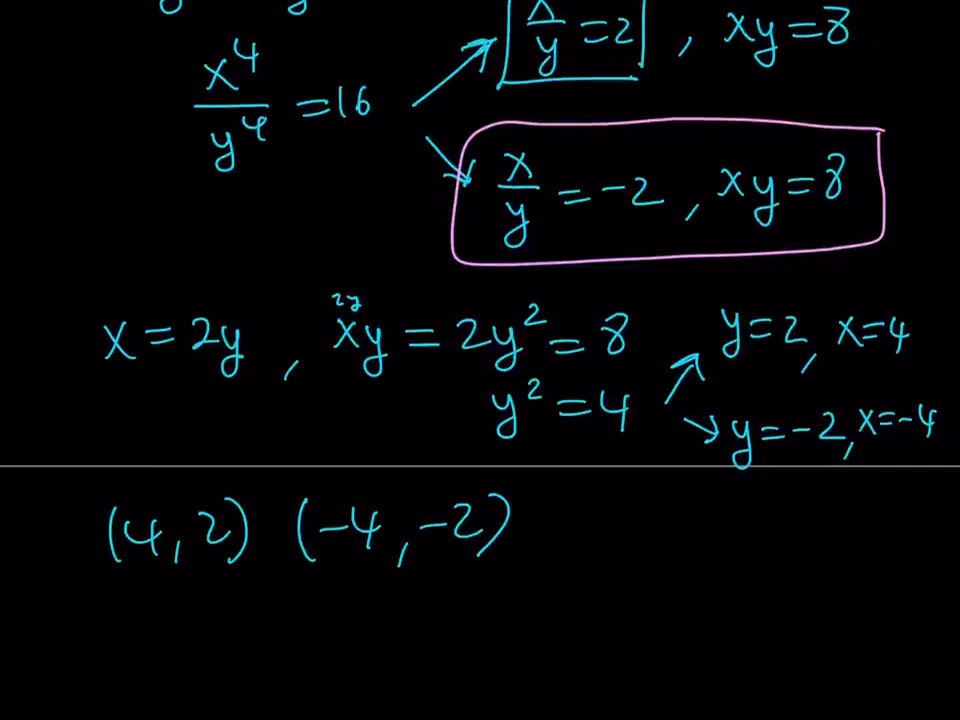 x/y = 2 , xy = 8
x⁴/y⁴ = 16
x/y = -2 , xy = 8
2y
x = 2y , xy = 2y² = 8 y = 2, x = 4
y² = 4 y = -2, x = -4
(4, 2) (-4, -2)